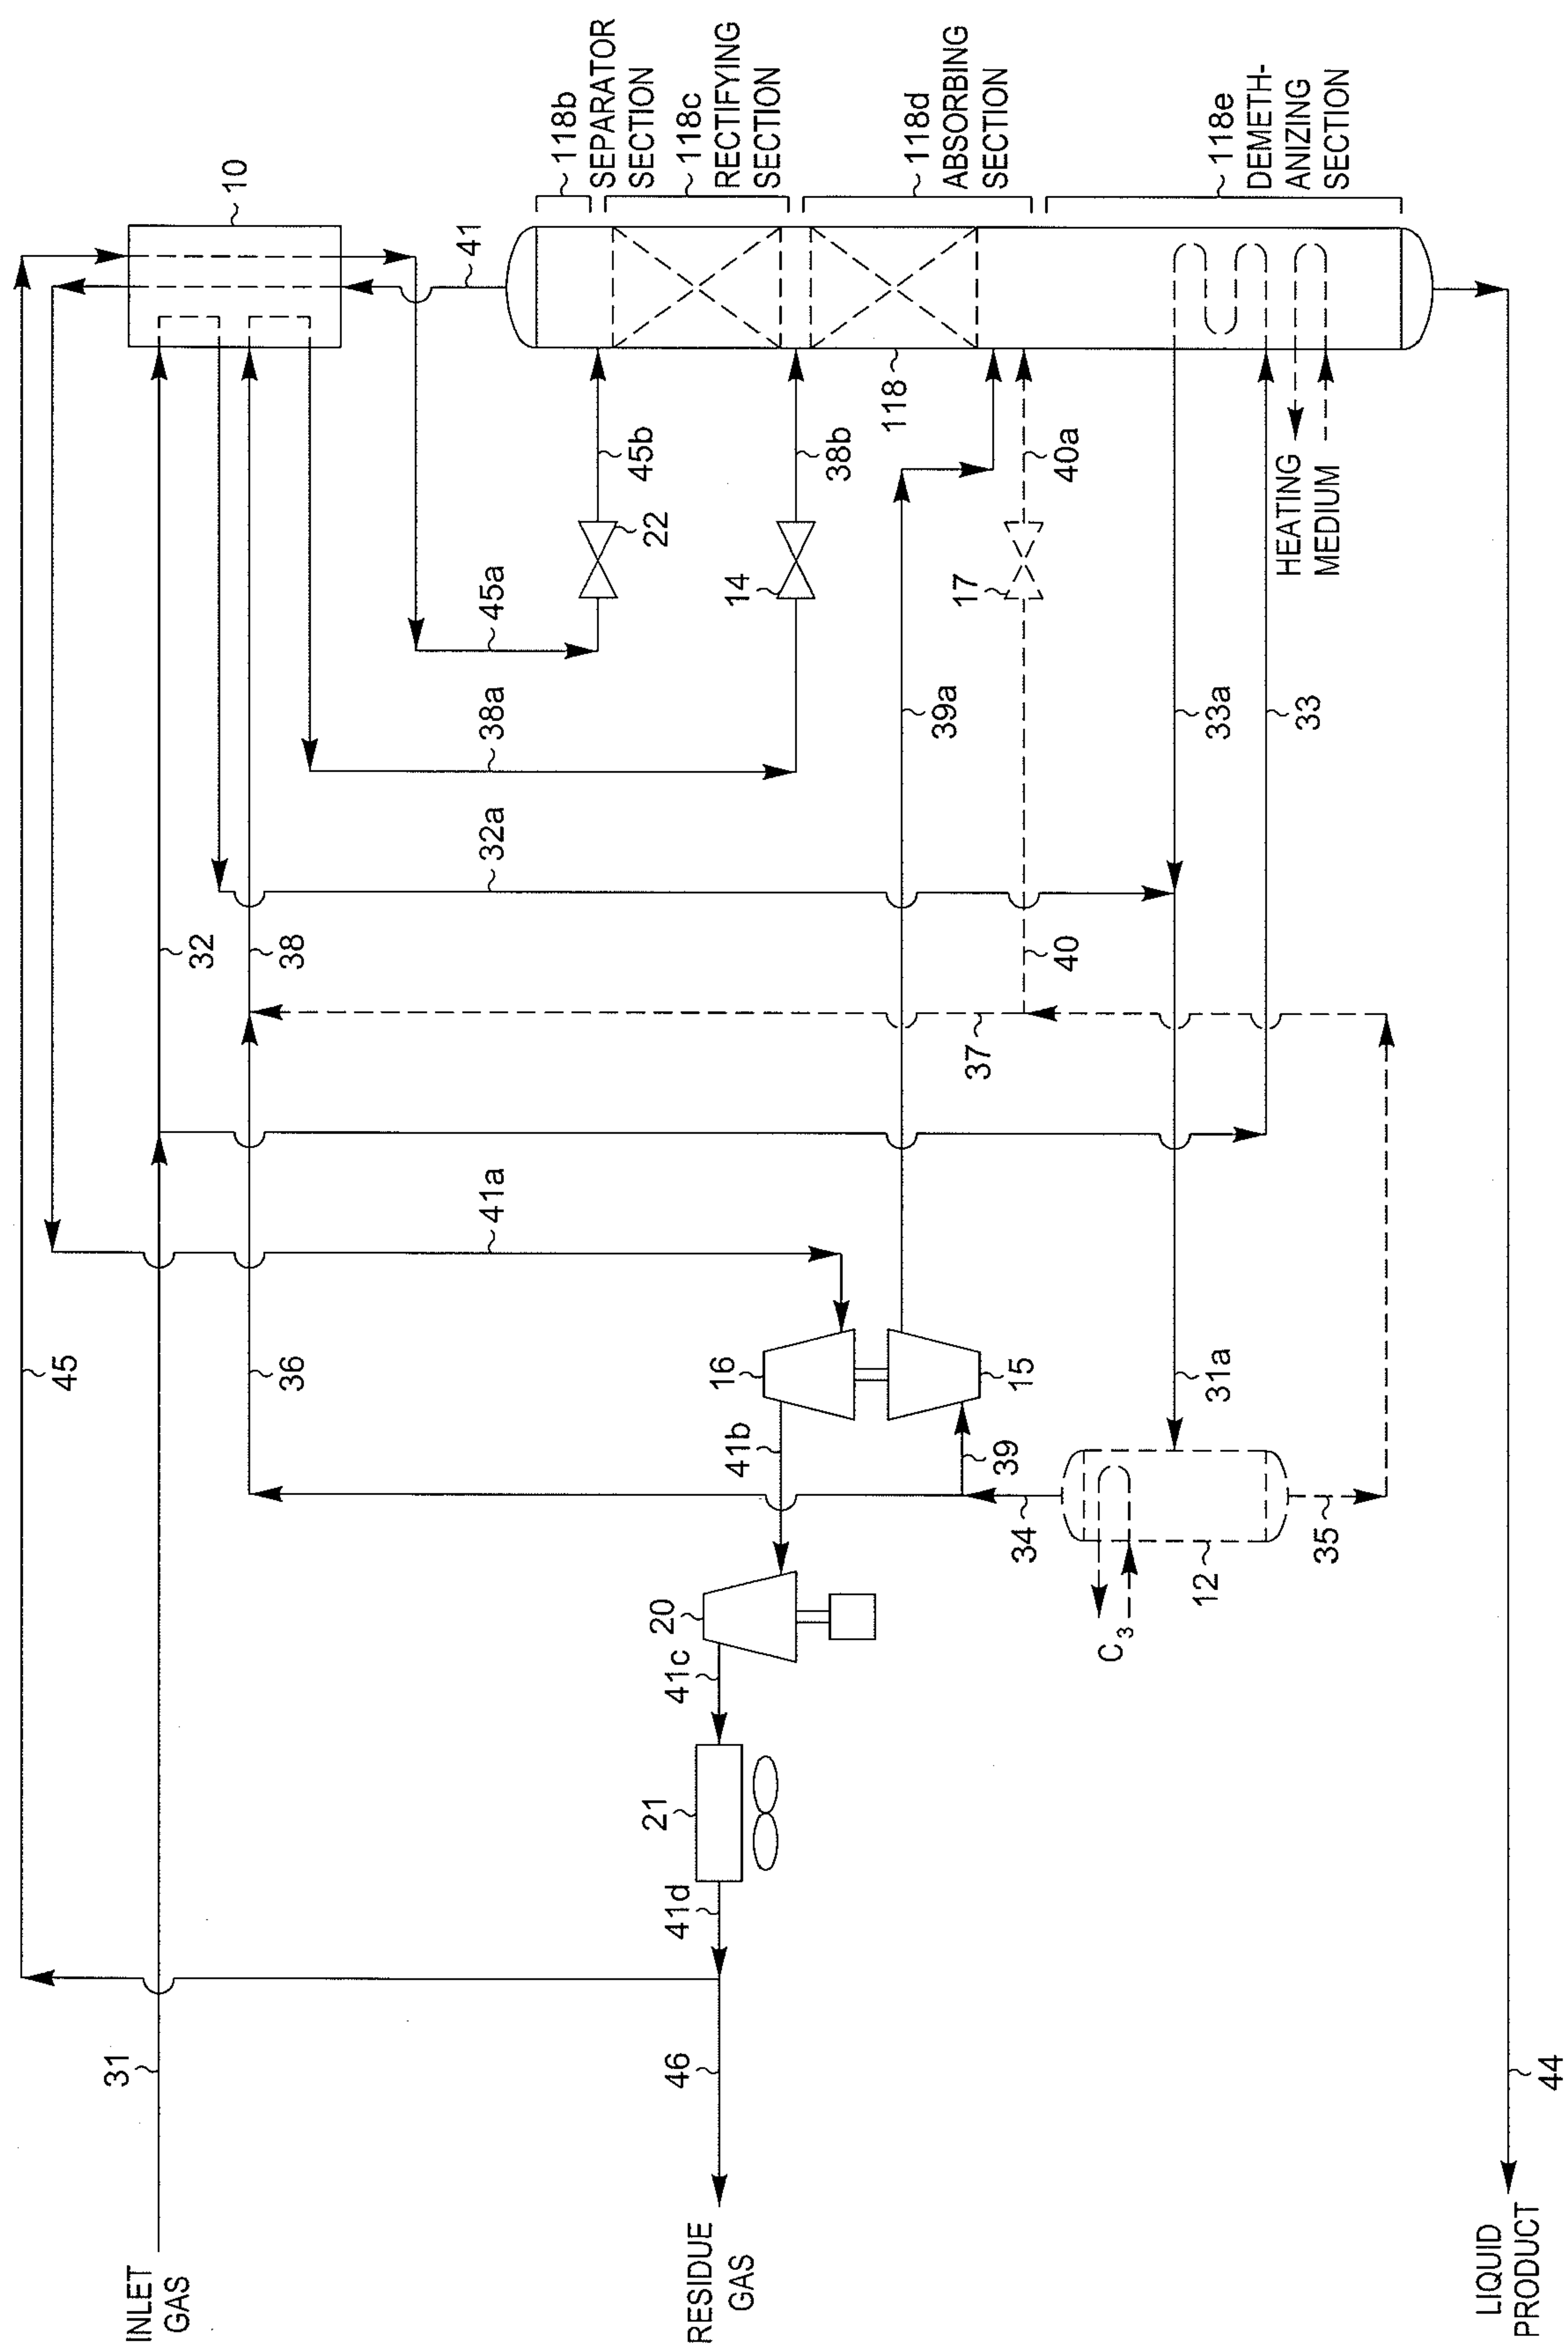 10
118b
SEPARATOR
SECTION
118c
RECTIFYING
SECTION
118d
ABSORBING
SECTION
118e
DEMETH-
ANIZING
SECTION
41
45b
22
45a
38b
14
38a
118
40a
17
39a
HEATING
MEDIUM
33a
33
32a
32
38
40
37
41a
45
36
16
15
41b
39
31a
34
35
12
C3
20
41c
21
41d
31
46
44
INLET
GAS
RESIDUE
GAS
LIQUID
PRODUCT